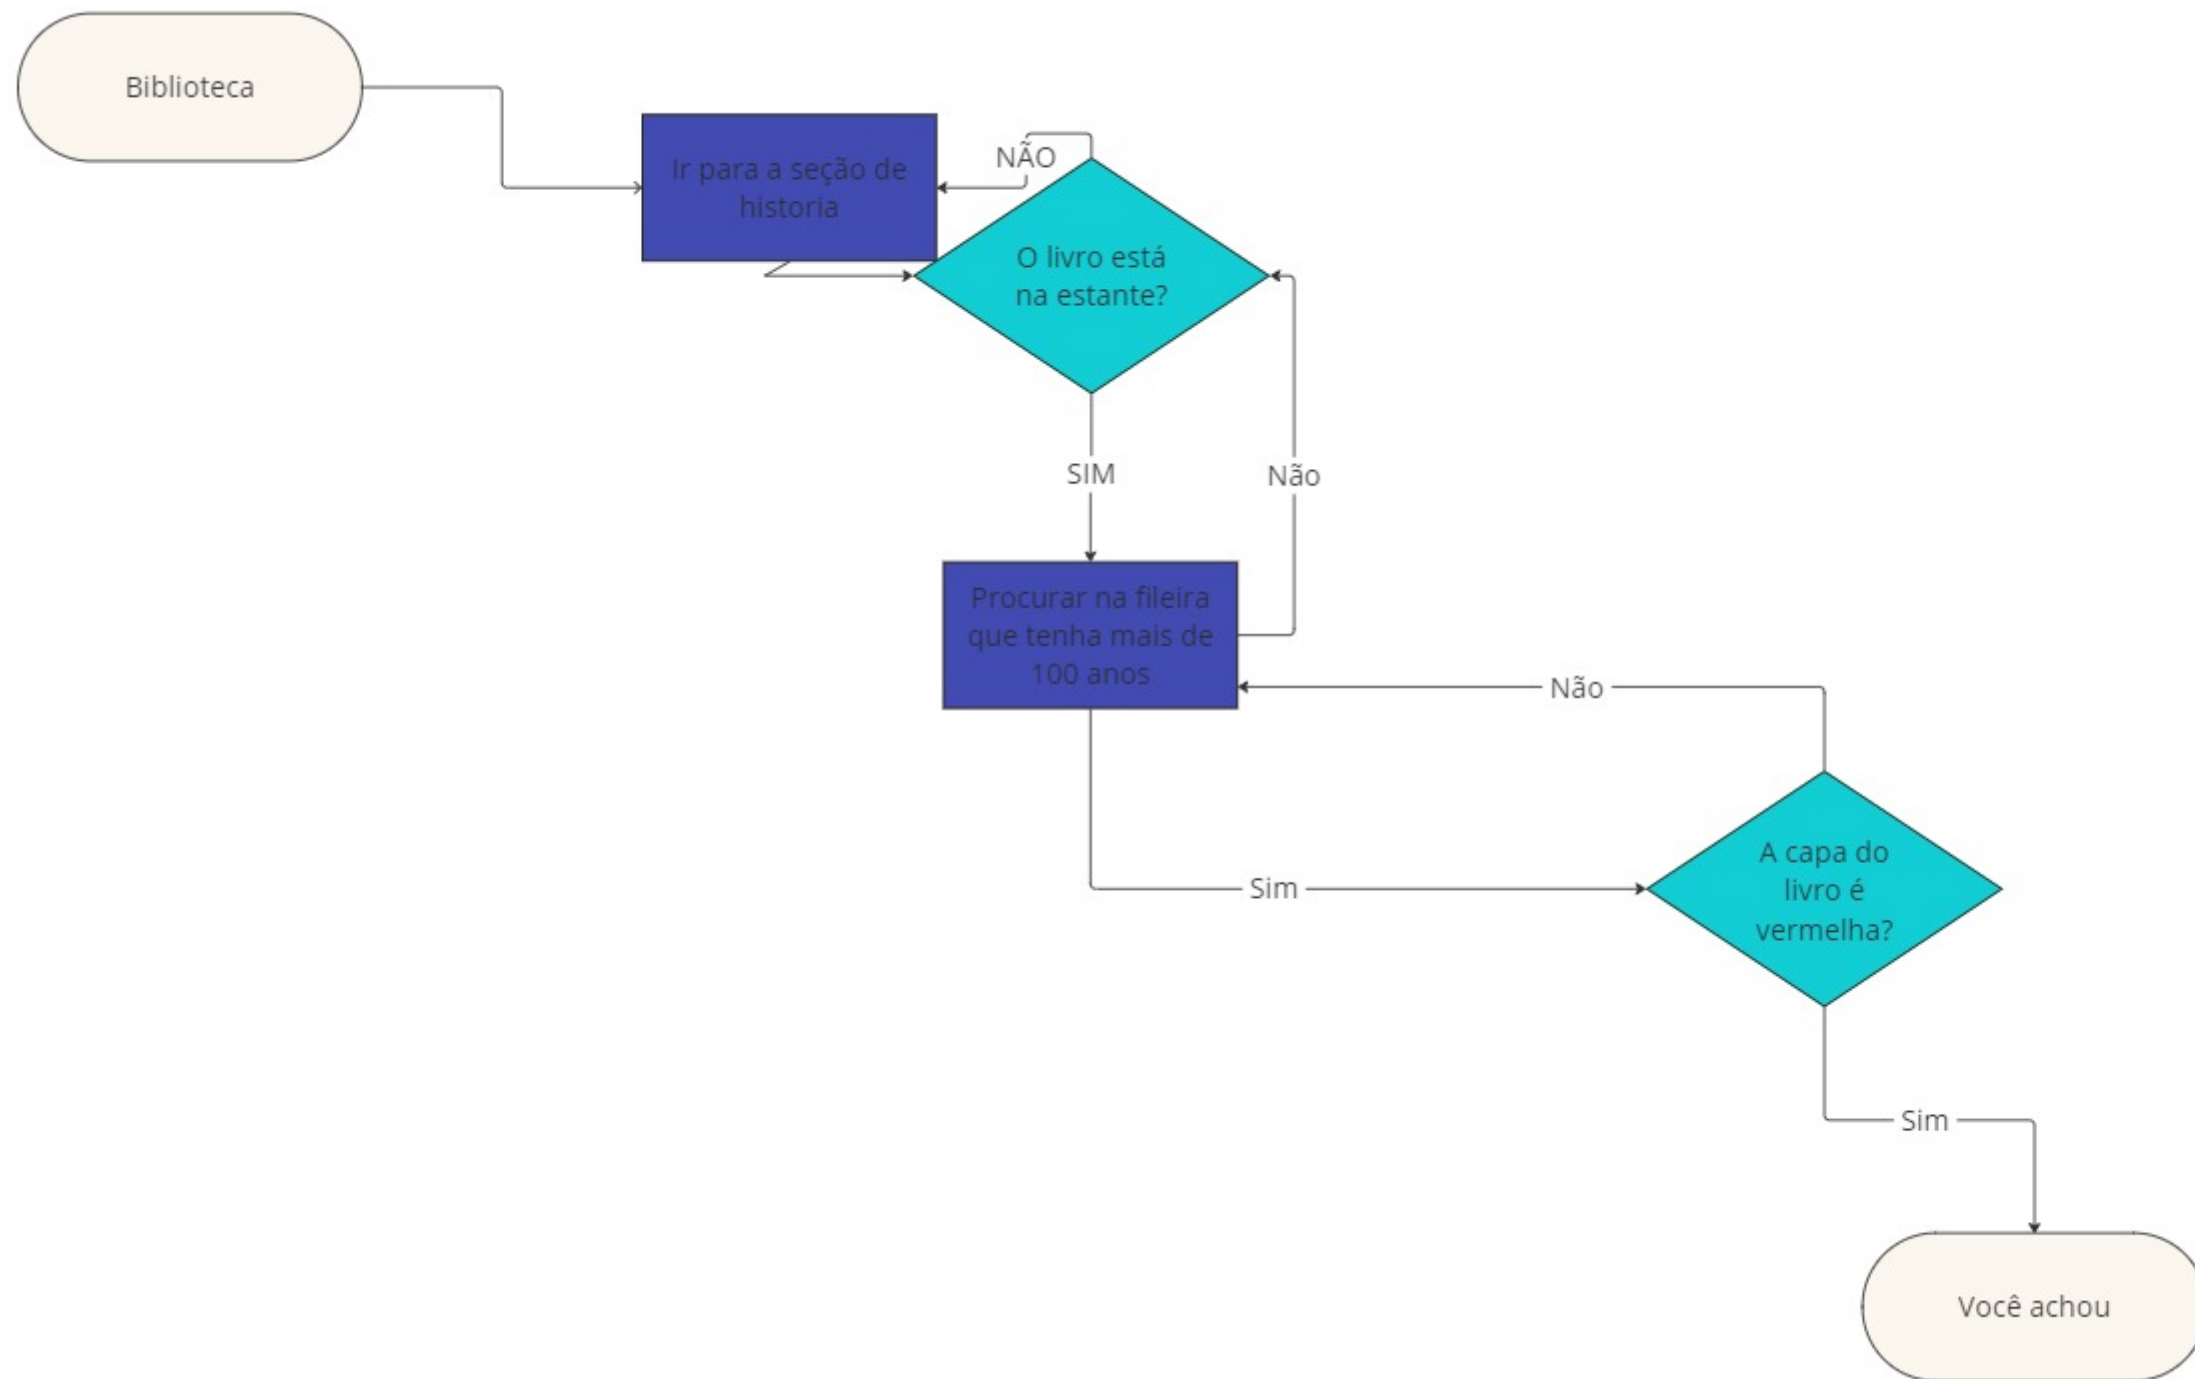 Biblioteca
Ir para a seção de
historia
NÃO
O livro está
na estante?
SIM
Não
Procurar na fileira
que tenha mais de
100 anos
Não
Sim
A capa do
livro é
vermelha?
Sim
Você achou